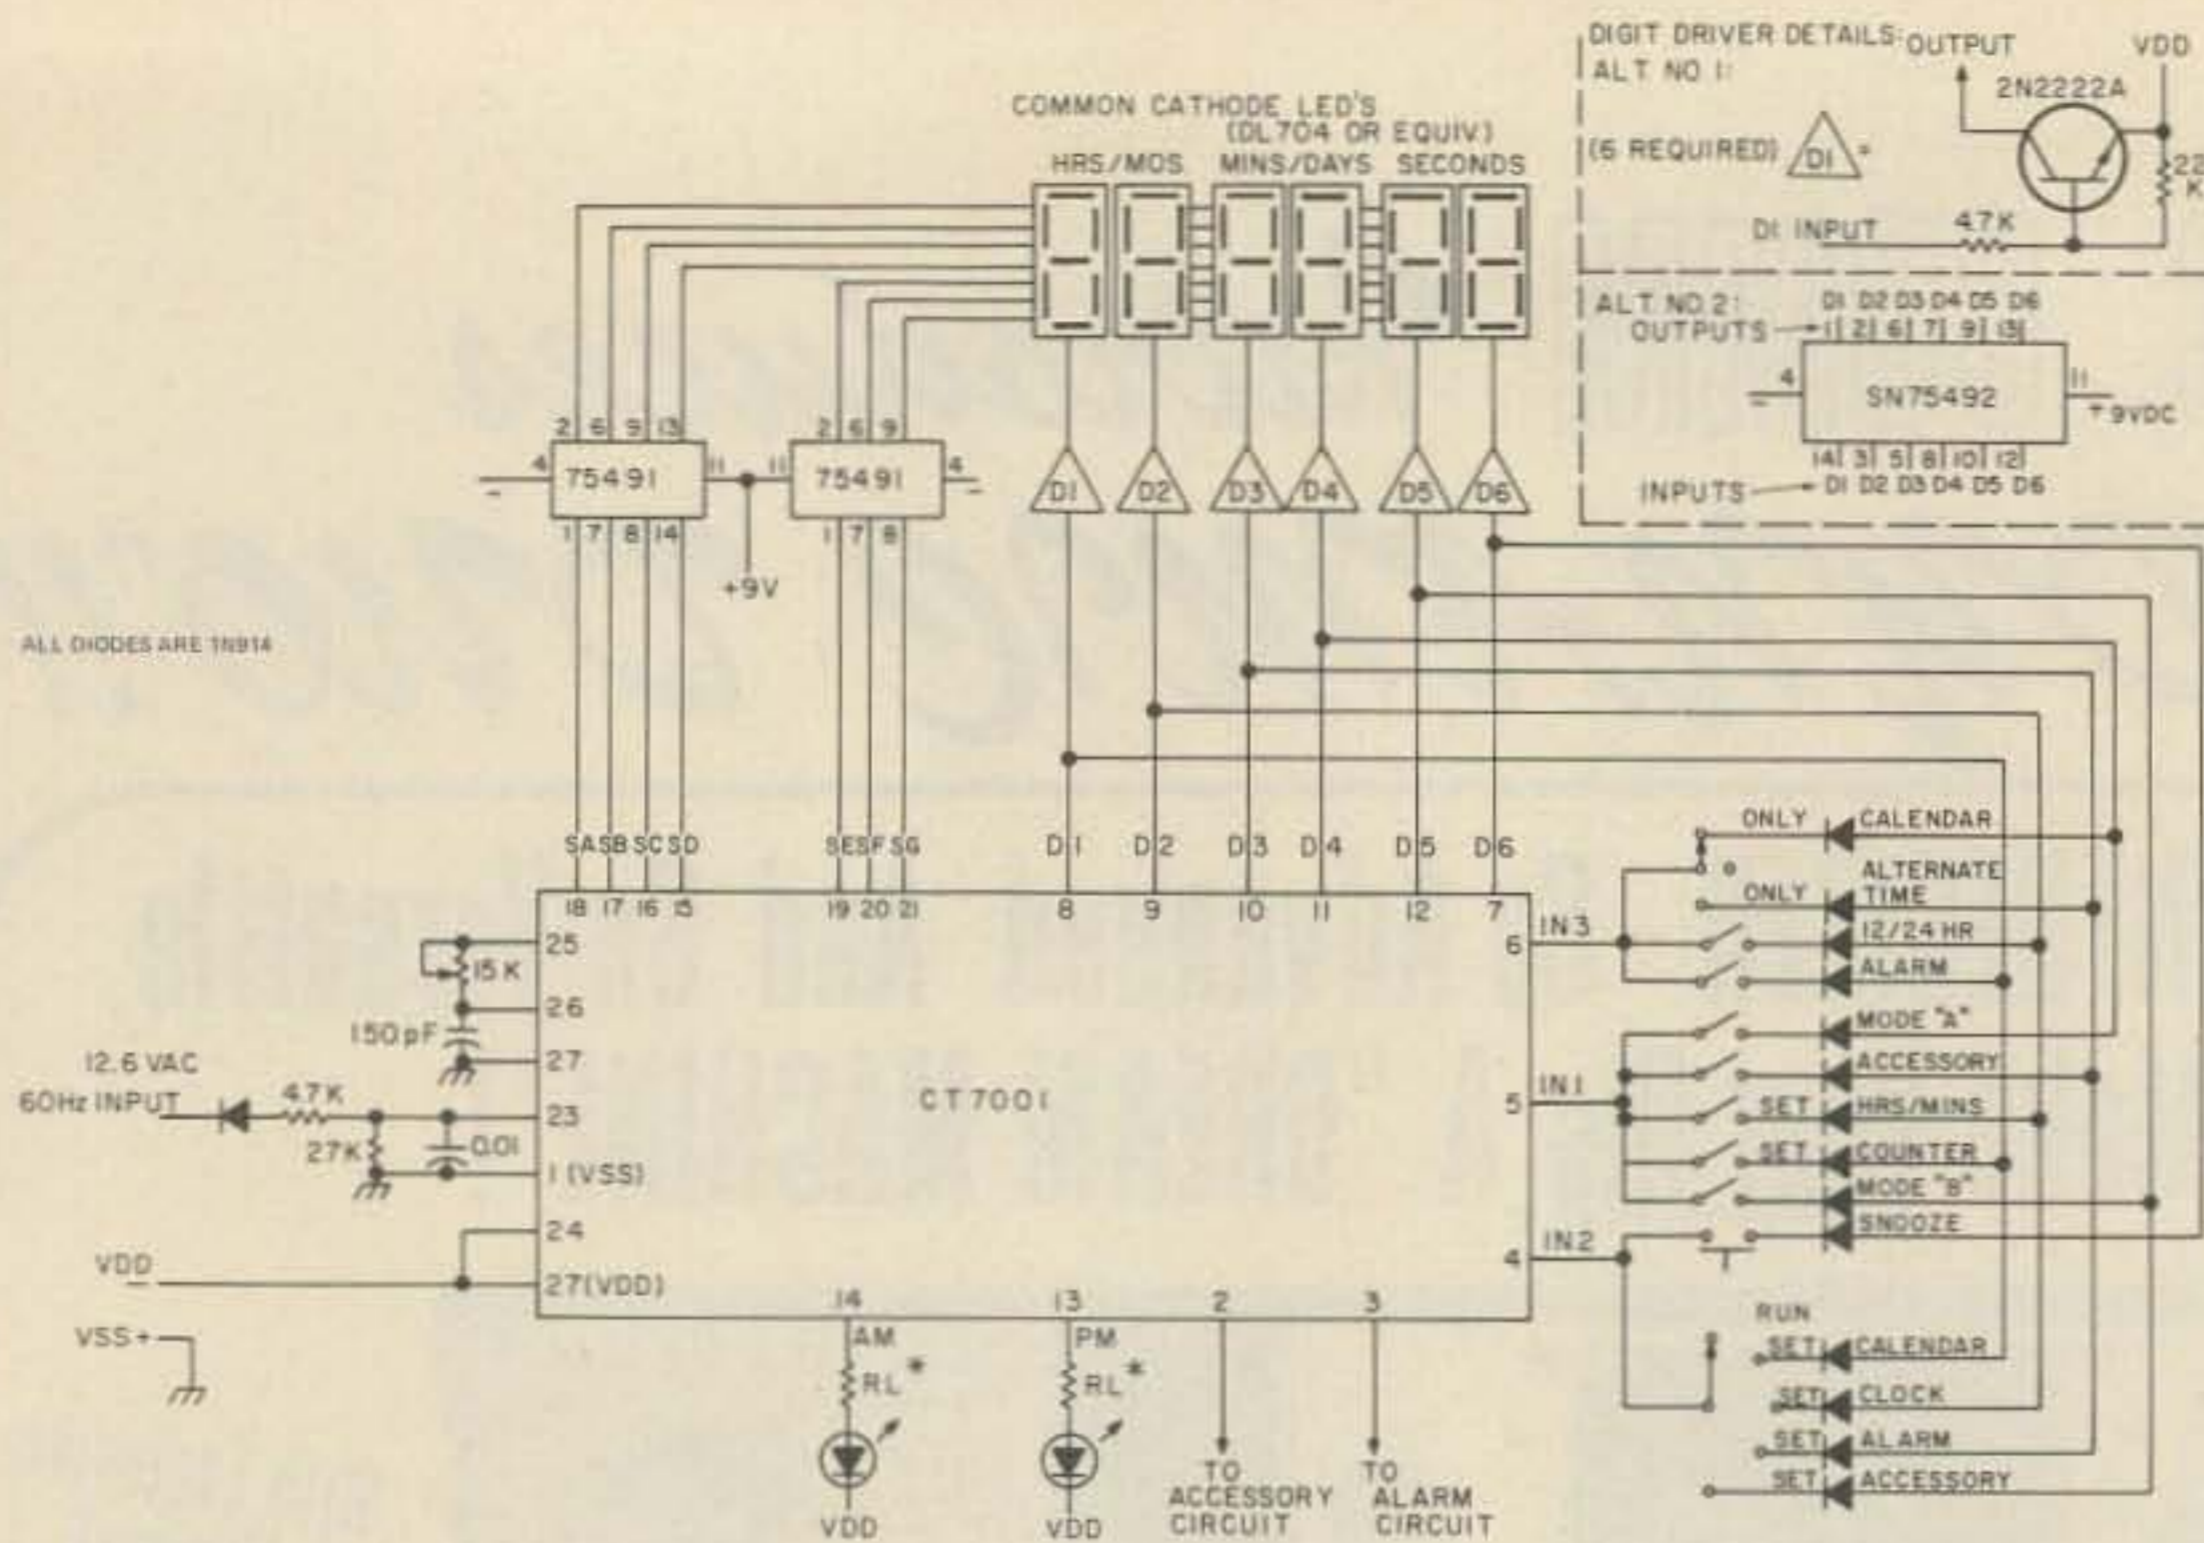 DIGIT DRIVER DETAILS:
ALT. NO. 1:
OUTPUT
VDD
2N2222A
(6 REQUIRED)
D1 =
22
K
D1 INPUT
4.7K
ALT. NO. 2:
D1 D2 D3 D4 D5 D6
OUTPUTS
1 2 6 7 9 13
4
SN75492
11
+9VDC
14 3 5 8 10 12
INPUTS
D1 D2 D3 D4 D5 D6
COMMON CATHODE LED'S
(DL704 OR EQUIV.)
HRS/MOS MINS/DAYS SECONDS
2 6 9 13
4 75491 11
1 7 8 14
2 6 9
11 75491 4
1 7 8
+9V
D1 D2 D3 D4 D5 D6
ALL DIODES ARE 1N914
SA SB SC SD
SE SF SG
D1 D2 D3 D4 D5 D6
18 17 16 15
19 20 21
8 9 10 11 12 7
25
15K
26
150pF
27
12.6 VAC
60Hz INPUT
4.7K
23
27K
0.01
1 (VSS)
24
VDD
–
27(VDD)
VSS+
CT7001
6 IN3
5 IN1
4 IN2
ONLY CALENDAR
ALTERNATE
ONLY TIME
12/24 HR
ALARM
MODE "A"
ACCESSORY
SET HRS/MINS
SET COUNTER
MODE "B"
SNOOZE
RUN
SET CALENDAR
SET CLOCK
SET ALARM
SET ACCESSORY
14 13 2 3
AM
RL*
VDD
PM
RL*
VDD
TO
ACCESSORY
CIRCUIT
TO
ALARM
CIRCUIT